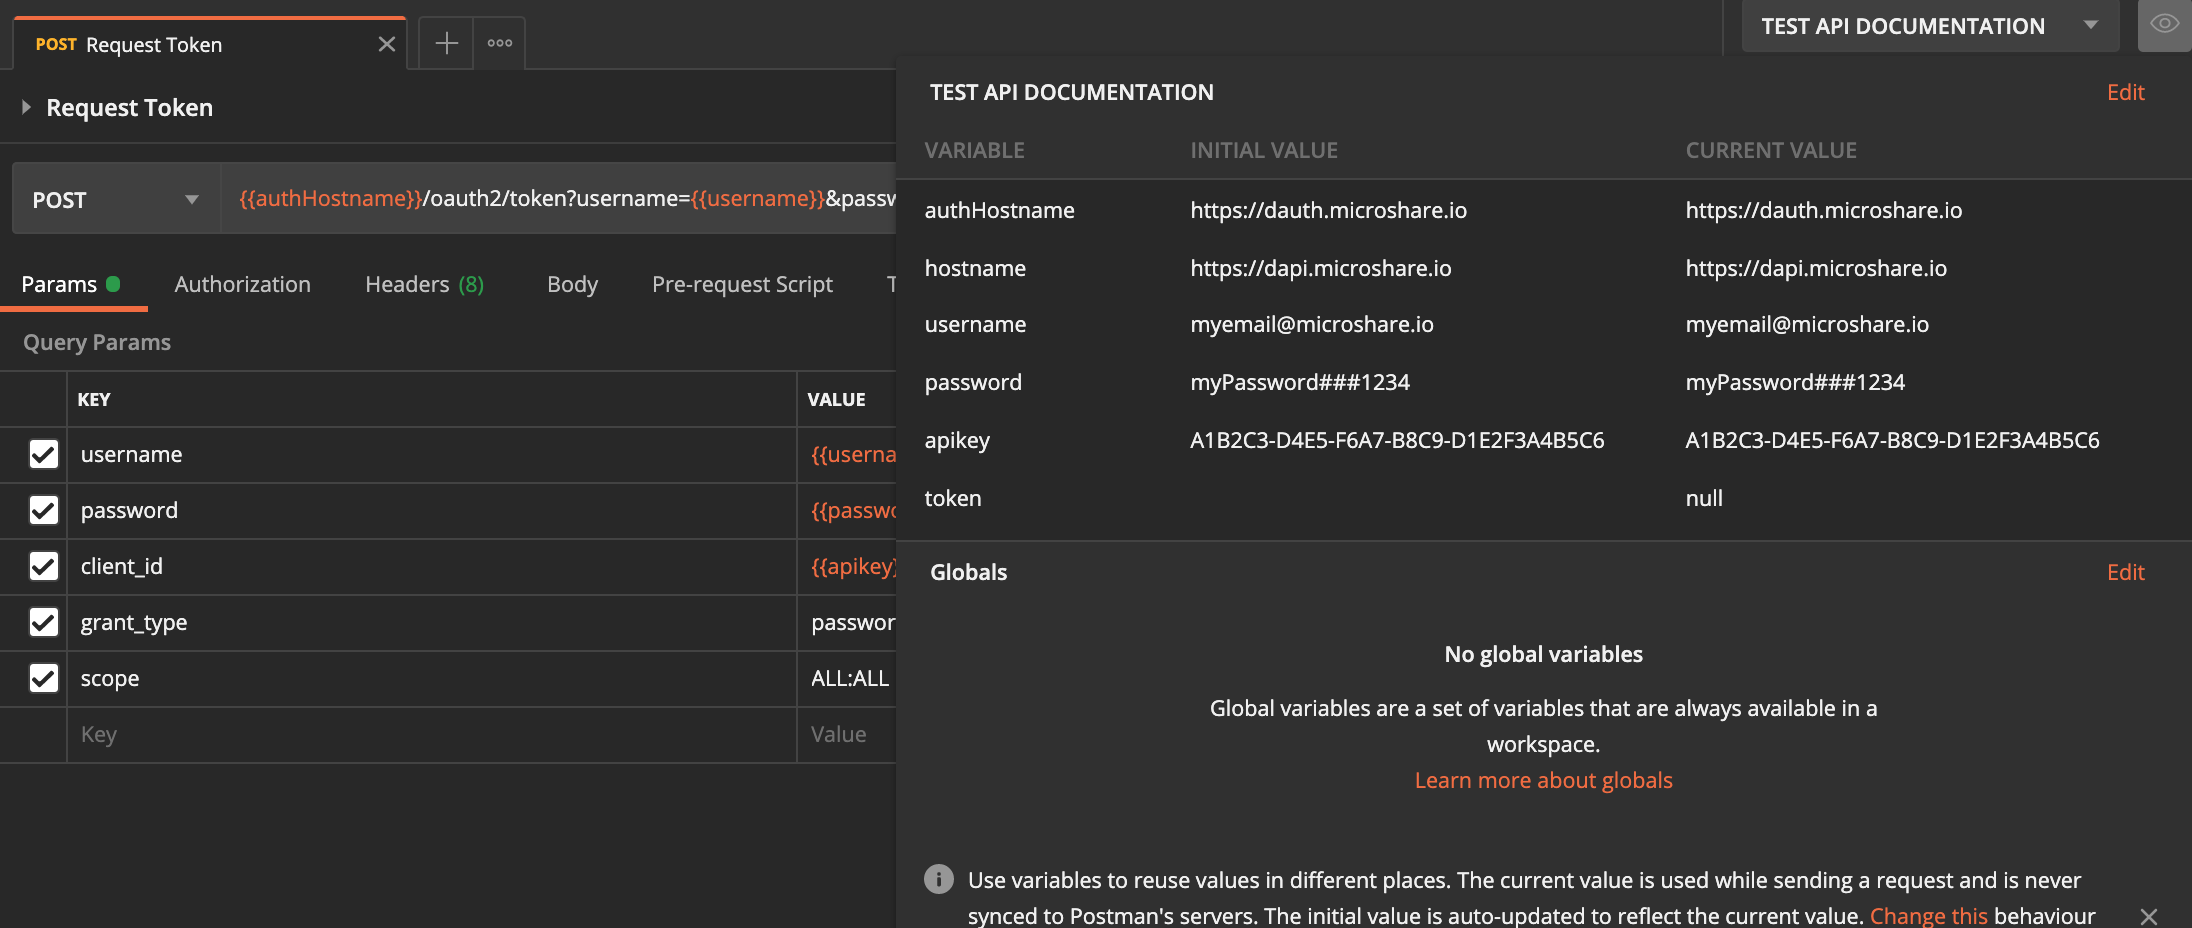 POST Request Token
TEST API DOCUMENTATION
Request Token
POST
{{authHostname}}/oauth2/token?username={{username}}&passw
Params
Authorization
Headers (8)
Body
Pre-request Script
T
Query Params
KEY VALUE
username {{userna
password {{passwo
client_id {{apikey}
grant_type passwor
scope ALL:ALL
Key Value
TEST API DOCUMENTATION Edit
VARIABLE INITIAL VALUE CURRENT VALUE
authHostname https://dauth.microshare.io https://dauth.microshare.io
hostname https://dapi.microshare.io https://dapi.microshare.io
username myemail@microshare.io myemail@microshare.io
password myPassword###1234 myPassword###1234
apikey A1B2C3-D4E5-F6A7-B8C9-D1E2F3A4B5C6 A1B2C3-D4E5-F6A7-B8C9-D1E2F3A4B5C6
token null
Globals Edit
No global variables
Global variables are a set of variables that are always available in a
workspace.
Learn more about globals
Use variables to reuse values in different places. The current value is used while sending a request and is never
synced to Postman's servers. The initial value is auto-updated to reflect the current value. Change this behaviour